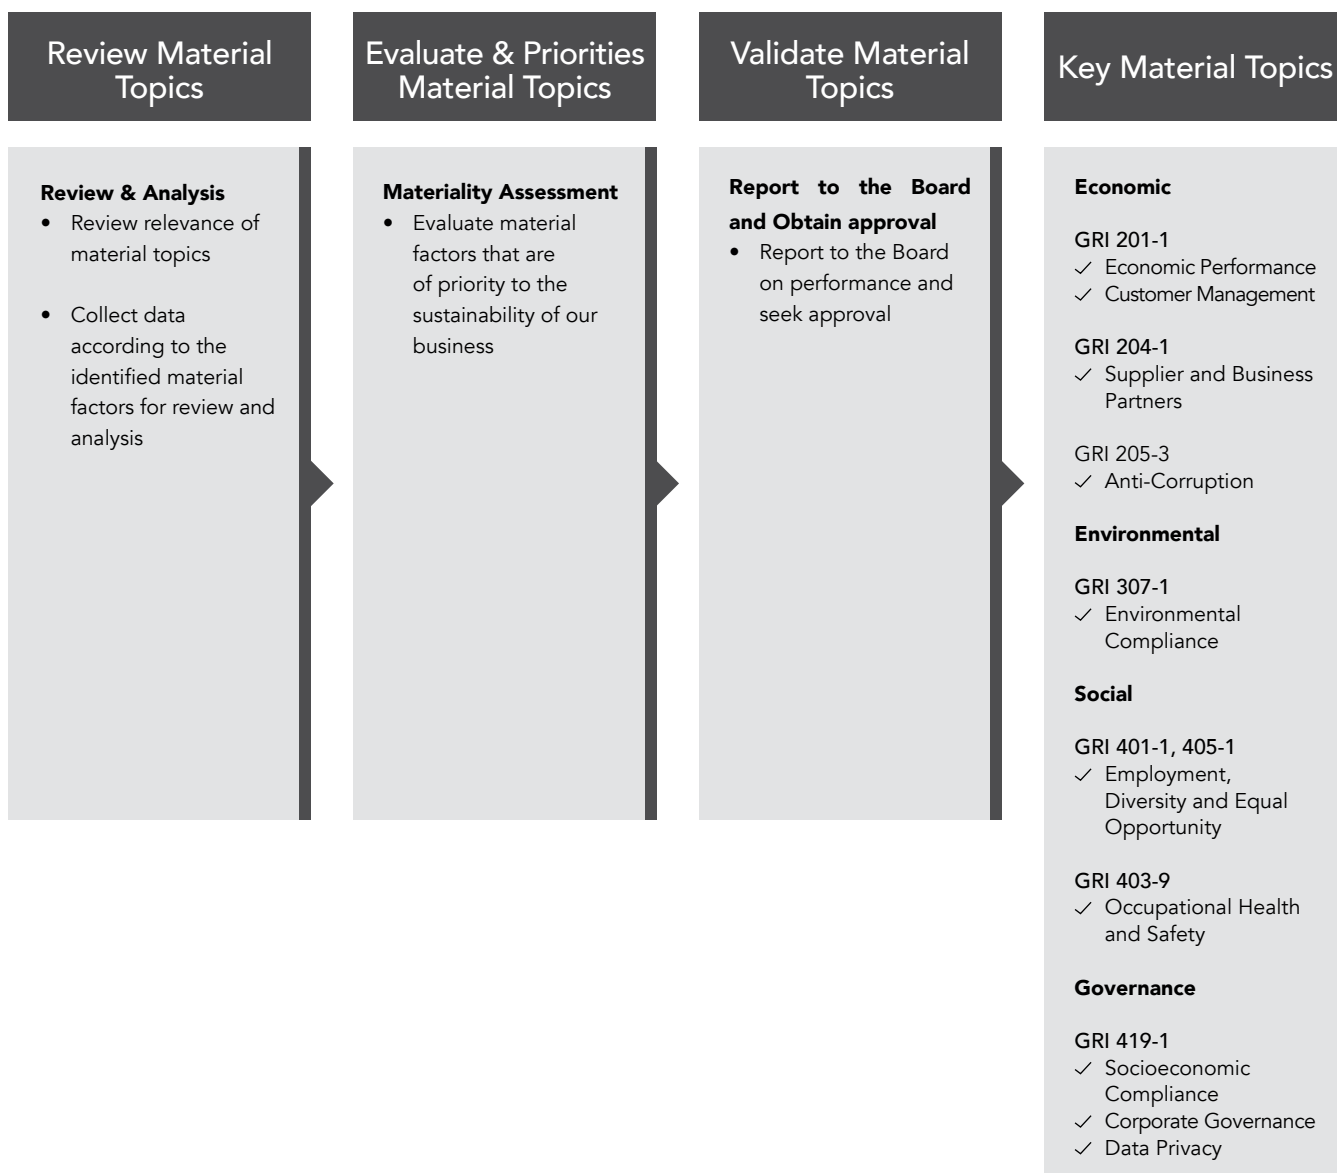 Review Material
Topics
Evaluate & Priorities
Material Topics
Validate Material
Topics
Key Material Topics
Review & Analysis
• Review relevance of
material topics
• Collect data
according to the
identified material
factors for review and
analysis
Materiality Assessment
• Evaluate material
factors that are
of priority to the
sustainability of our
business
Report to the Board
and Obtain approval
• Report to the Board
on performance and
seek approval
Economic
GRI 201-1
✓ Economic Performance
✓ Customer Management
GRI 204-1
✓ Supplier and Business
Partners
GRI 205-3
✓ Anti-Corruption
Environmental
GRI 307-1
✓ Environmental
Compliance
Social
GRI 401-1, 405-1
✓ Employment,
Diversity and Equal
Opportunity
GRI 403-9
✓ Occupational Health
and Safety
Governance
GRI 419-1
✓ Socioeconomic
Compliance
✓ Corporate Governance
✓ Data Privacy